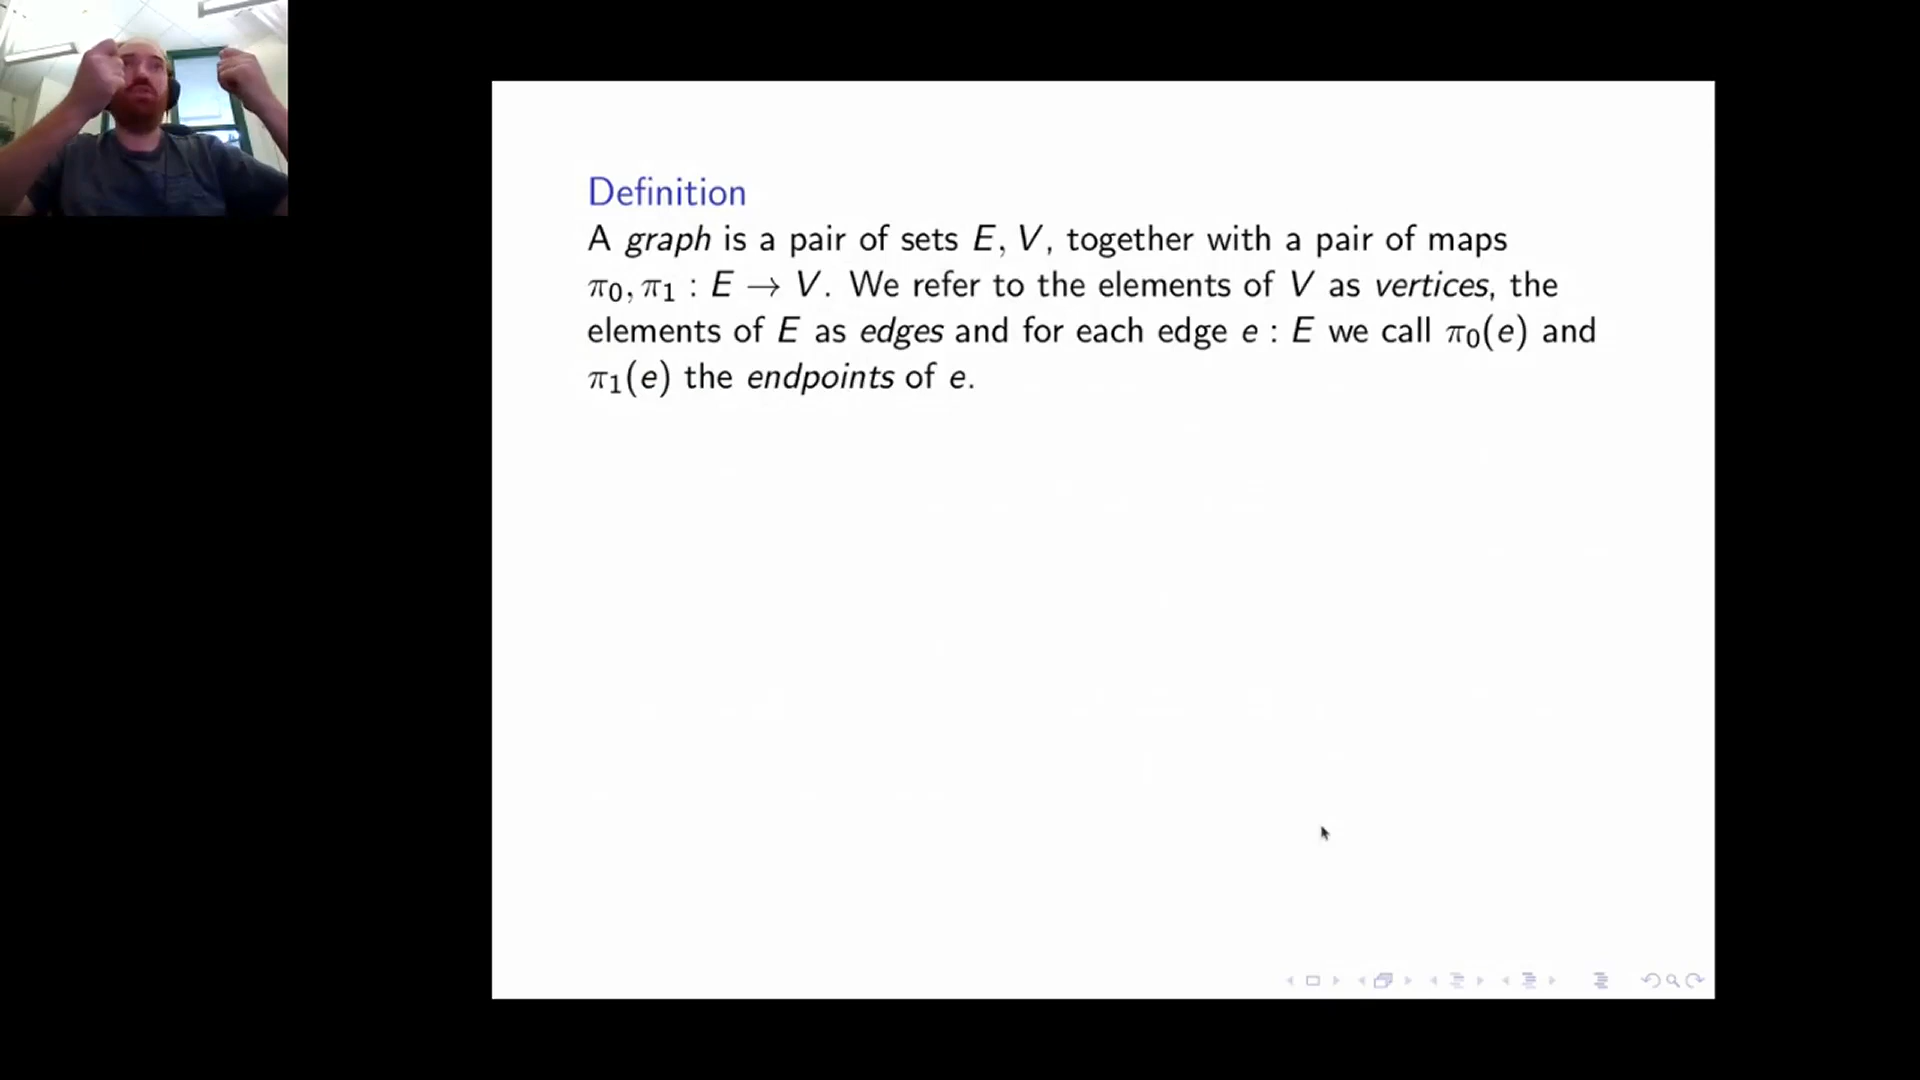 Definition
A graph is a pair of sets E, V, together with a pair of maps
π₀, π₁ : E → V. We refer to the elements of V as vertices, the
elements of E as edges and for each edge e : E we call π₀(e) and
π₁(e) the endpoints of e.